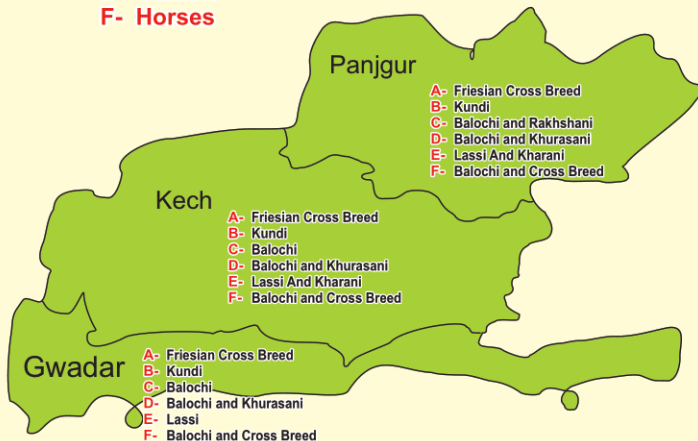 F- Horses
Panjgur
A- Friesian Cross Breed
B- Kundi
C- Balochi and Rakhshani
D- Balochi and Khurasani
E- Lassi And Kharani
F- Balochi and Cross Breed
Kech
A- Friesian Cross Breed
B- Kundi
C- Balochi
D- Balochi and Khurasani
E- Lassi And Kharani
F- Balochi and Cross Breed
Gwadar
A- Friesian Cross Breed
B- Kundi
C- Balochi
D- Balochi and Khurasani
E- Lassi
F- Balochi and Cross Breed